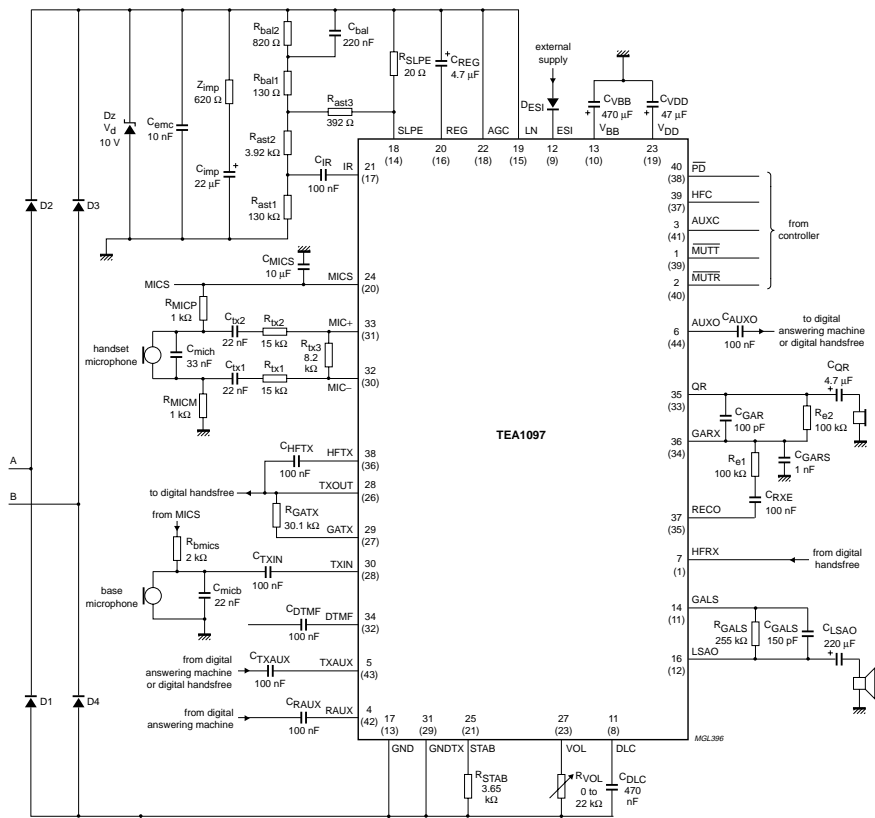 Rbal2
820 Ω
Cbal
220 nF
RSLPE
20 Ω
CREG
4.7 µF
+
external
supply
DESI
CVBB
470 µF
+
CVDD
47 µF
+
Dz
Vd
10 V
Cemc
10 nF
Zimp
620 Ω
Cimp
22 µF
+
Rbal1
130 Ω
Rast3
392 Ω
Rast2
3.92 kΩ
Rast1
130 kΩ
CIR
100 nF
IR
SLPE
REG
AGC
LN
ESI
VBB
VDD
18
(14)
20
(16)
22
(18)
19
(15)
12
(9)
13
(10)
23
(19)
21
(17)
D2
D3
CMICS
10 µF
MICS
MICS
24
(20)
RMICP
1 kΩ
Ctx2
22 nF
Rtx2
15 kΩ
MIC+
33
(31)
handset
microphone
Cmich
33 nF
Rtx3
8.2
kΩ
Ctx1
22 nF
Rtx1
15 kΩ
MIC−
32
(30)
RMICM
1 kΩ
A
B
CHFTX
100 nF
HFTX
38
(36)
to digital handsfree
TXOUT
28
(26)
RGATX
30.1 kΩ
GATX
29
(27)
from MICS
Rbmics
2 kΩ
CTXIN
100 nF
TXIN
30
(28)
base
microphone
Cmicb
22 nF
CDTMF
100 nF
DTMF
34
(32)
from digital
answering machine
or digital handsfree
CTXAUX
100 nF
TXAUX
5
(43)
from digital
answering machine
CRAUX
100 nF
RAUX
4
(42)
D1
D4
TEA1097
40
(38)
PD
39
(37)
HFC
3
(41)
AUXC
1
(39)
MUTT
2
(40)
MUTR
from
controller
6
(44)
AUXO
CAUXO
100 nF
to digital
answering machine
or digital handsfree
35
(33)
QR
CQR
4.7 µF
+
CGAR
100 pF
Re2
100 kΩ
36
(34)
GARX
Re1
100 kΩ
CGARS
1 nF
CRXE
100 nF
37
(35)
RECO
7
(1)
HFRX
from digital
handsfree
14
(11)
GALS
RGALS
255 kΩ
CGALS
150 pF
CLSAO
220 µF
+
16
(12)
LSAO
17
(13)
GND
31
(29)
GNDTX
25
(21)
STAB
27
(23)
VOL
11
(8)
DLC
MGL396
RSTAB
3.65
kΩ
RVOL
0 to
22 kΩ
CDLC
470
nF